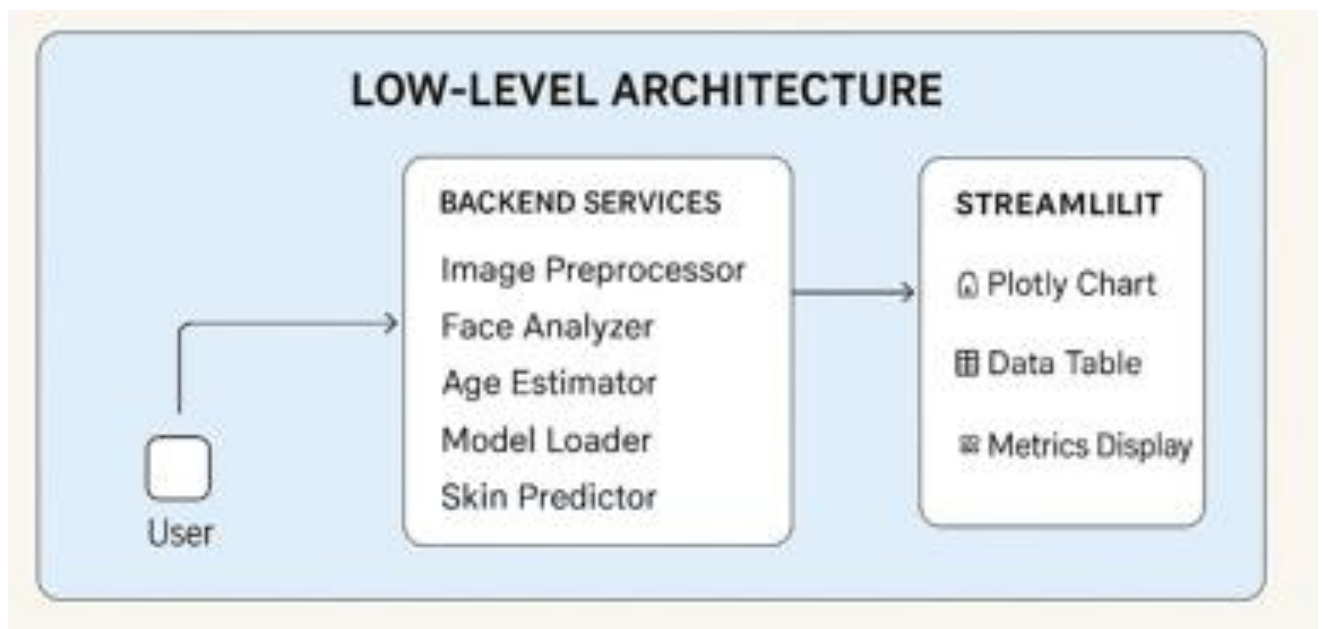 LOW-LEVEL ARCHITECTURE
BACKEND SERVICES
Image Preprocessor
Face Analyzer
Age Estimator
Model Loader
Skin Predictor
STREAMLILIT
Plotly Chart
Data Table
Metrics Display
User